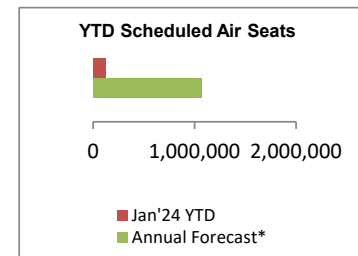 YTD Scheduled Air Seats
0 1,000,000 2,000,000
Jan'24 YTD
Annual Forecast*